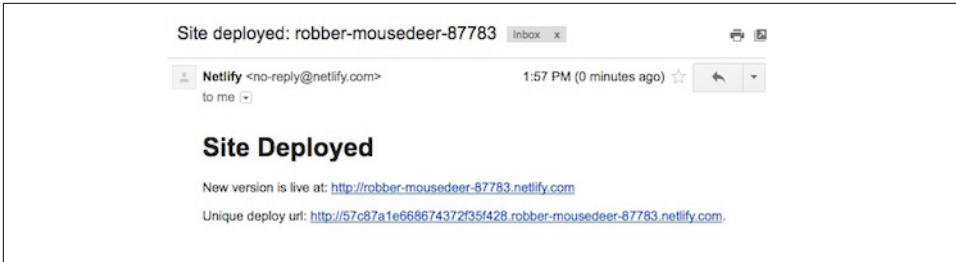 Site deployed: robber-mousedeer-87783 Inbox x
Netlify <no-reply@netlify.com> 1:57 PM (0 minutes ago)
to me
Site Deployed
New version is live at: http://robber-mousedeer-87783.netlify.com
Unique deploy url: http://57c87a1e668674372f35f428.robber-mousedeer-87783.netlify.com.